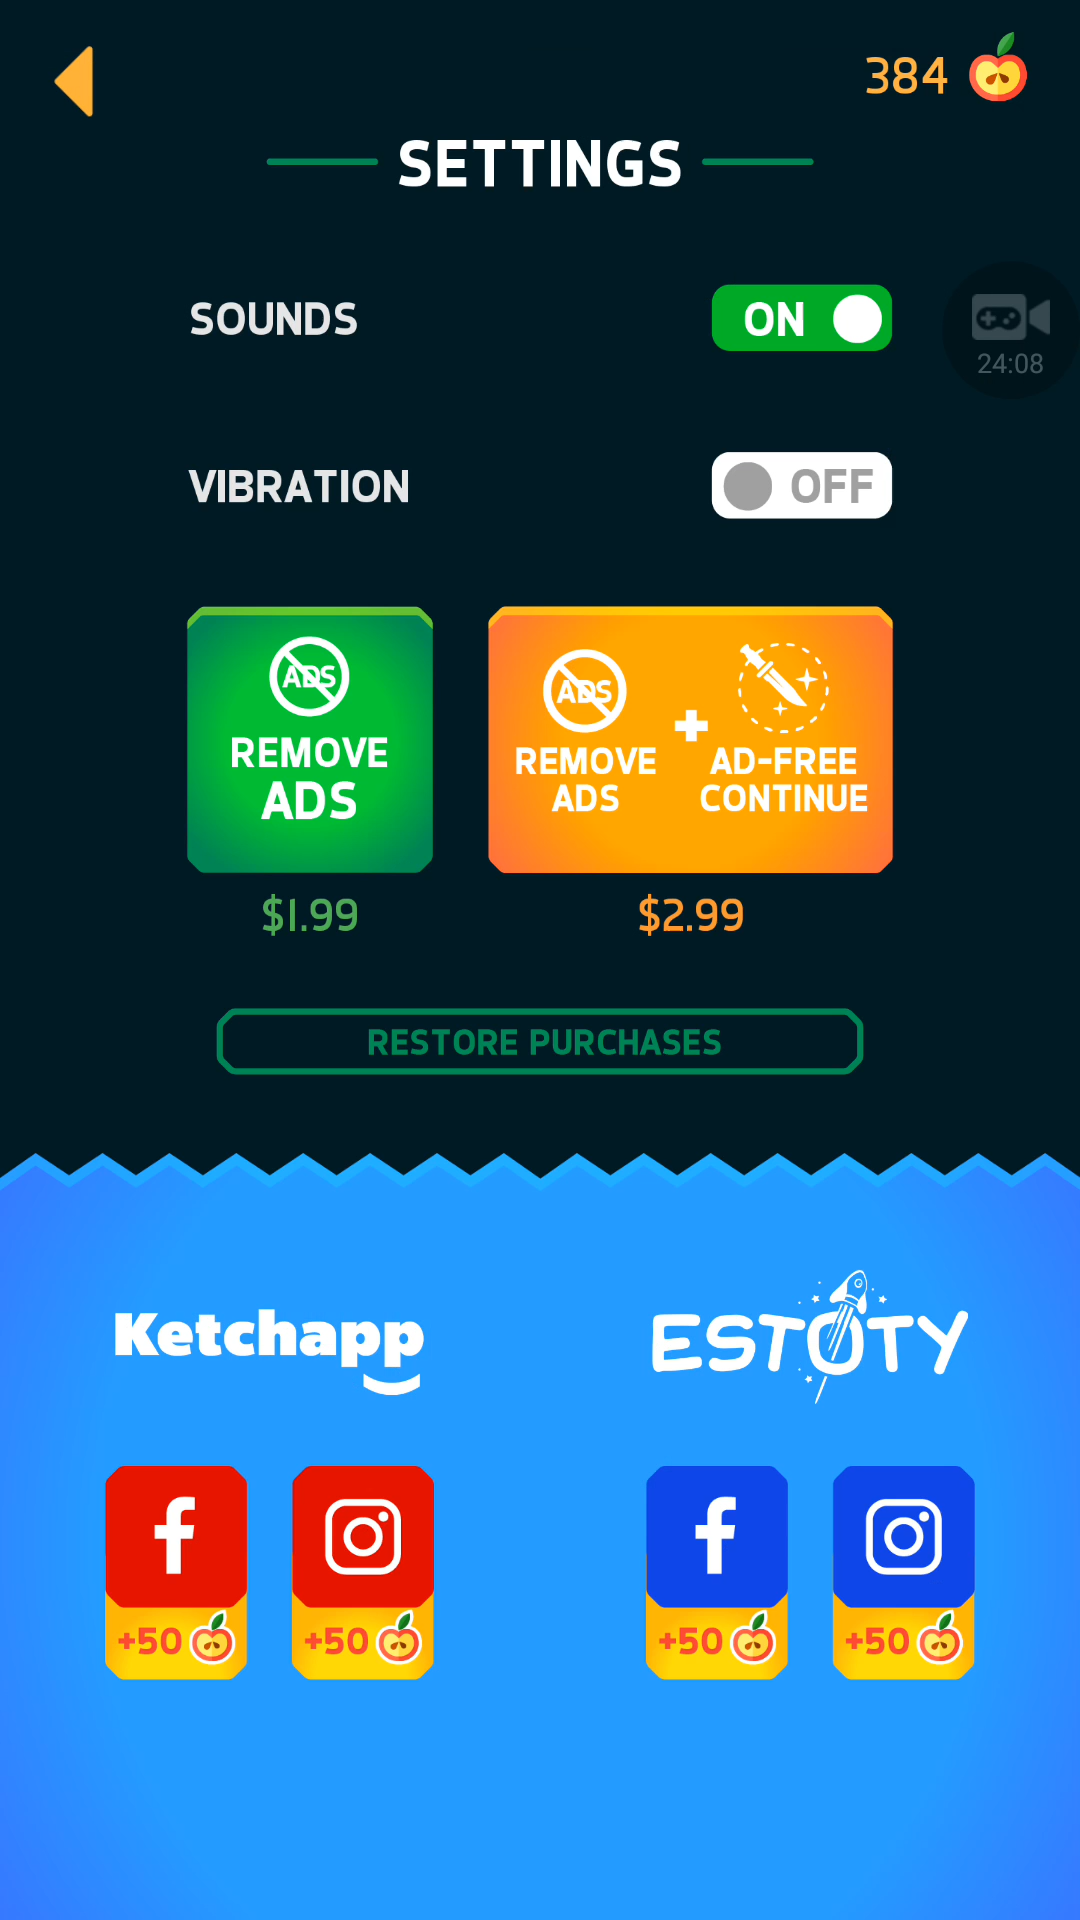 384
SETTINGS
SOUNDS
ON
24:08
VIBRATION
OFF
ADS
REMOVE
ADS
$1.99
ADS
REMOVE
ADS
+
AD-FREE
CONTINUE
$2.99
RESTORE PURCHASES
Ketchapp
ESTOTY
+50
+50
+50
+50